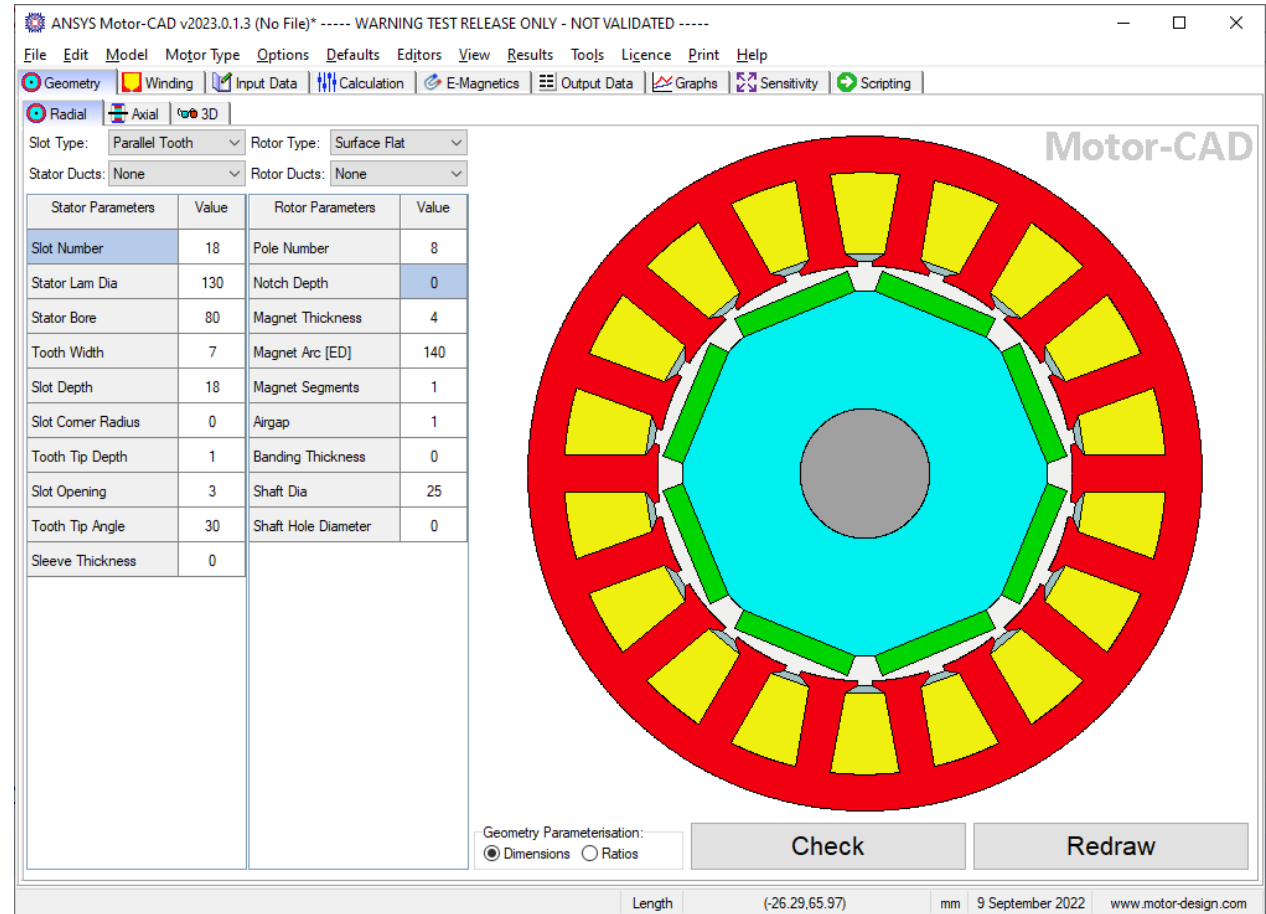 ANSYS Motor-CAD v2023.0.1.3 (No File)* ----- WARNING TEST RELEASE ONLY - NOT VALIDATED -----
File Edit Model Motor Type Options Defaults Editors View Results Tools Licence Print Help
Geometry Winding Input Data Calculation E-Magnetics Output Data Graphs Sensitivity Scripting
Radial Axial 3D
Slot Type: Parallel Tooth Rotor Type: Surface Flat
Motor-CAD
Stator Ducts: None Rotor Ducts: None
Stator Parameters Value Rotor Parameters Value
Slot Number 18 Pole Number 8
Stator Lam Dia 130 Notch Depth 0
Stator Bore 80 Magnet Thickness 4
Tooth Width 7 Magnet Arc [ED] 140
Slot Depth 18 Magnet Segments 1
Slot Corner Radius 0 Airgap 1
Tooth Tip Depth 1 Banding Thickness 0
Slot Opening 3 Shaft Dia 25
Tooth Tip Angle 30 Shaft Hole Diameter 0
Sleeve Thickness 0
Geometry Parameterisation:
Dimensions Ratios
Check Redraw
Length (-26.29,65.97) mm 9 September 2022 www.motor-design.com